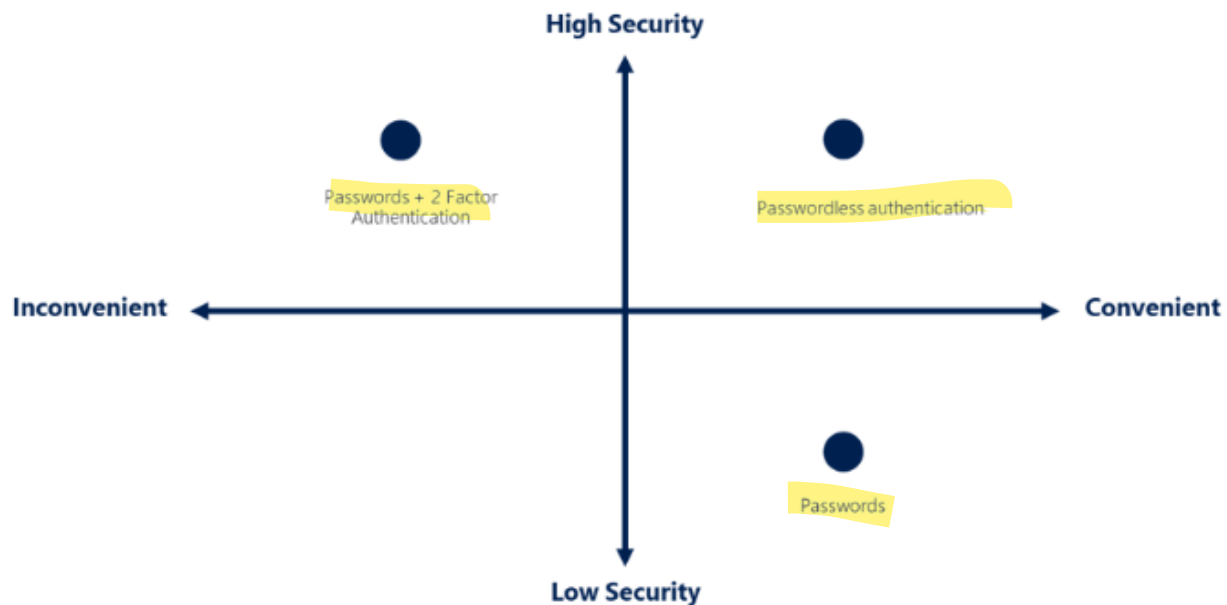 High Security
Passwords + 2 Factor
Authentication
Passwordless authentication
Inconvenient
Convenient
Passwords
Low Security